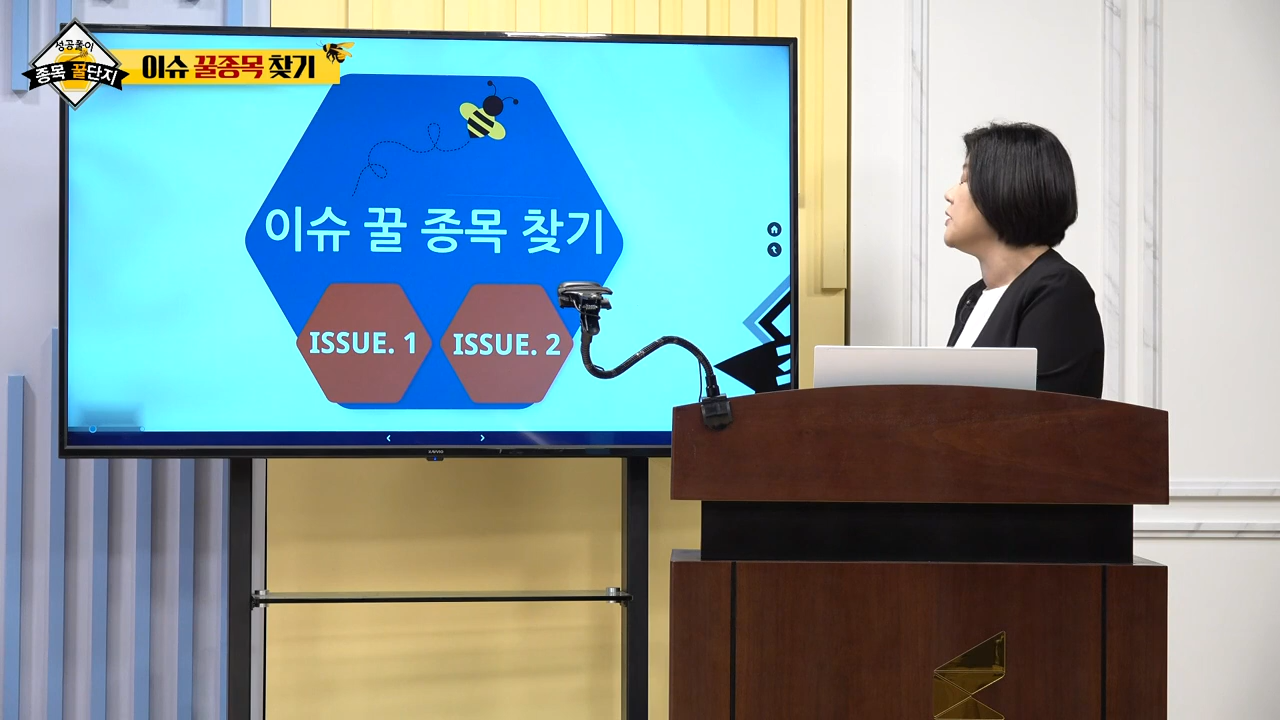 성공률이
종목 꿀단지
이슈 꿀종목 찾기
이슈 꿀 종목 찾기
ISSUE. 1
ISSUE. 2